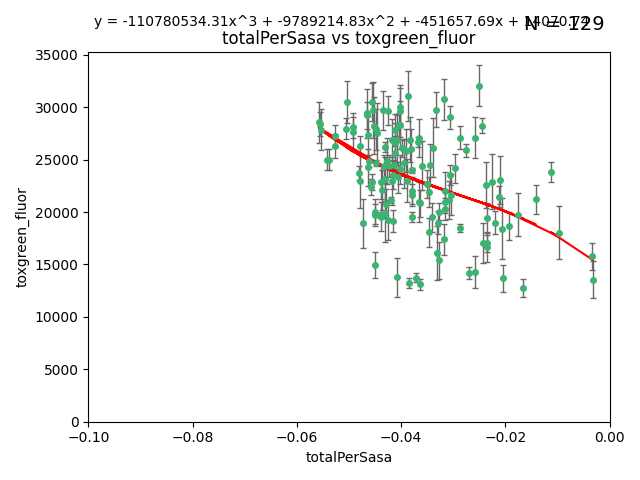 y = -110780534.31x^3 + -9789214.83x^2 + -451657.69x +
N = 129
totalPerSasa vs toxgreen_fluor
35000
30000
25000
20000
15000
10000
5000
0
toxgreen_fluor
−0.10 −0.08 −0.06 −0.04 −0.02 0.00
totalPerSasa